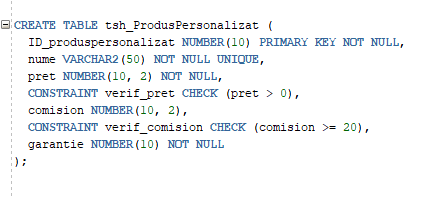 CREATE TABLE tsh_ProdusPersonalizat (
ID_produspersonalizat NUMBER(10) PRIMARY KEY NOT NULL,
nume VARCHAR2(50) NOT NULL UNIQUE,
pret NUMBER(10, 2) NOT NULL,
CONSTRAINT verif_pret CHECK (pret > 0),
comision NUMBER(10, 2),
CONSTRAINT verif_comision CHECK (comision >= 20),
garantie NUMBER(10) NOT NULL
);